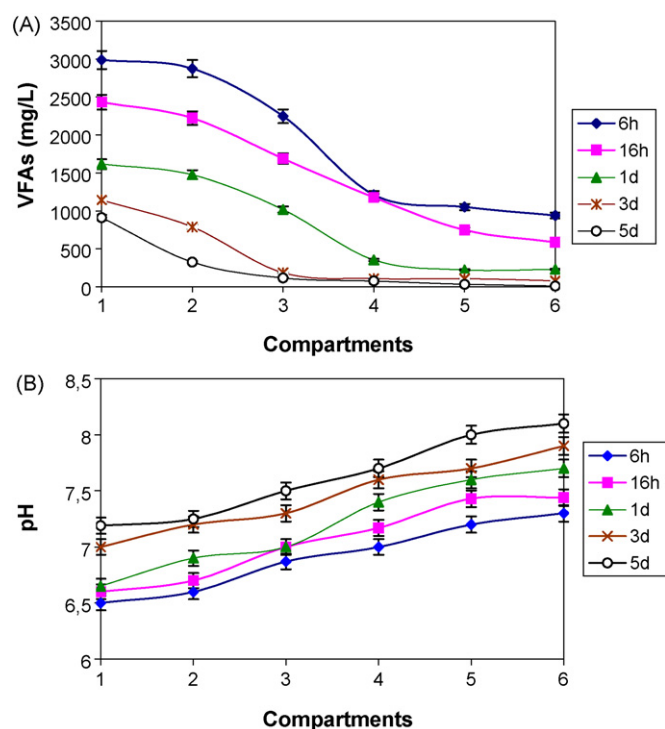 (A)
3500
3000
2500
2000
1500
1000
500
0
VFAs (mg/L)
1 2 3 4 5 6
Compartments
6h
16h
1d
3d
5d
(B)
8,5
8
7,5
7
6,5
6
pH
1 2 3 4 5 6
Compartments
6h
16h
1d
3d
5d